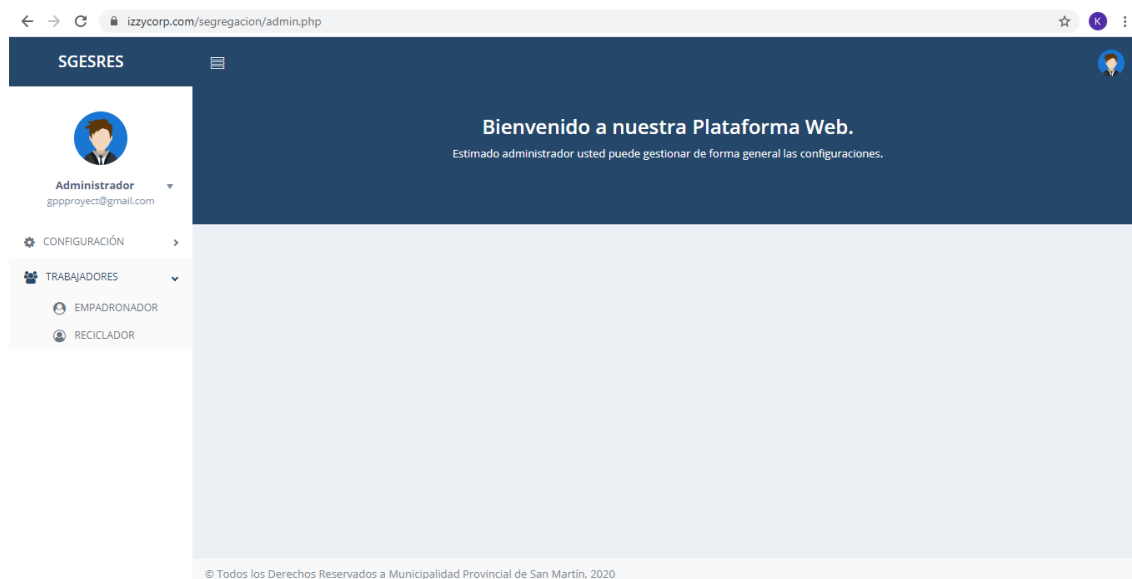 izzycorp.com/segregacion/admin.php
K
SGESRES
Bienvenido a nuestra Plataforma Web.
Estimado administrador usted puede gestionar de forma general las configuraciones.
Administrador
gppproyect@gmail.com
CONFIGURACIÓN
TRABAJADORES
EMPADRONADOR
RECICLADOR
© Todos los Derechos Reservados a Municipalidad Provincial de San Martín, 2020